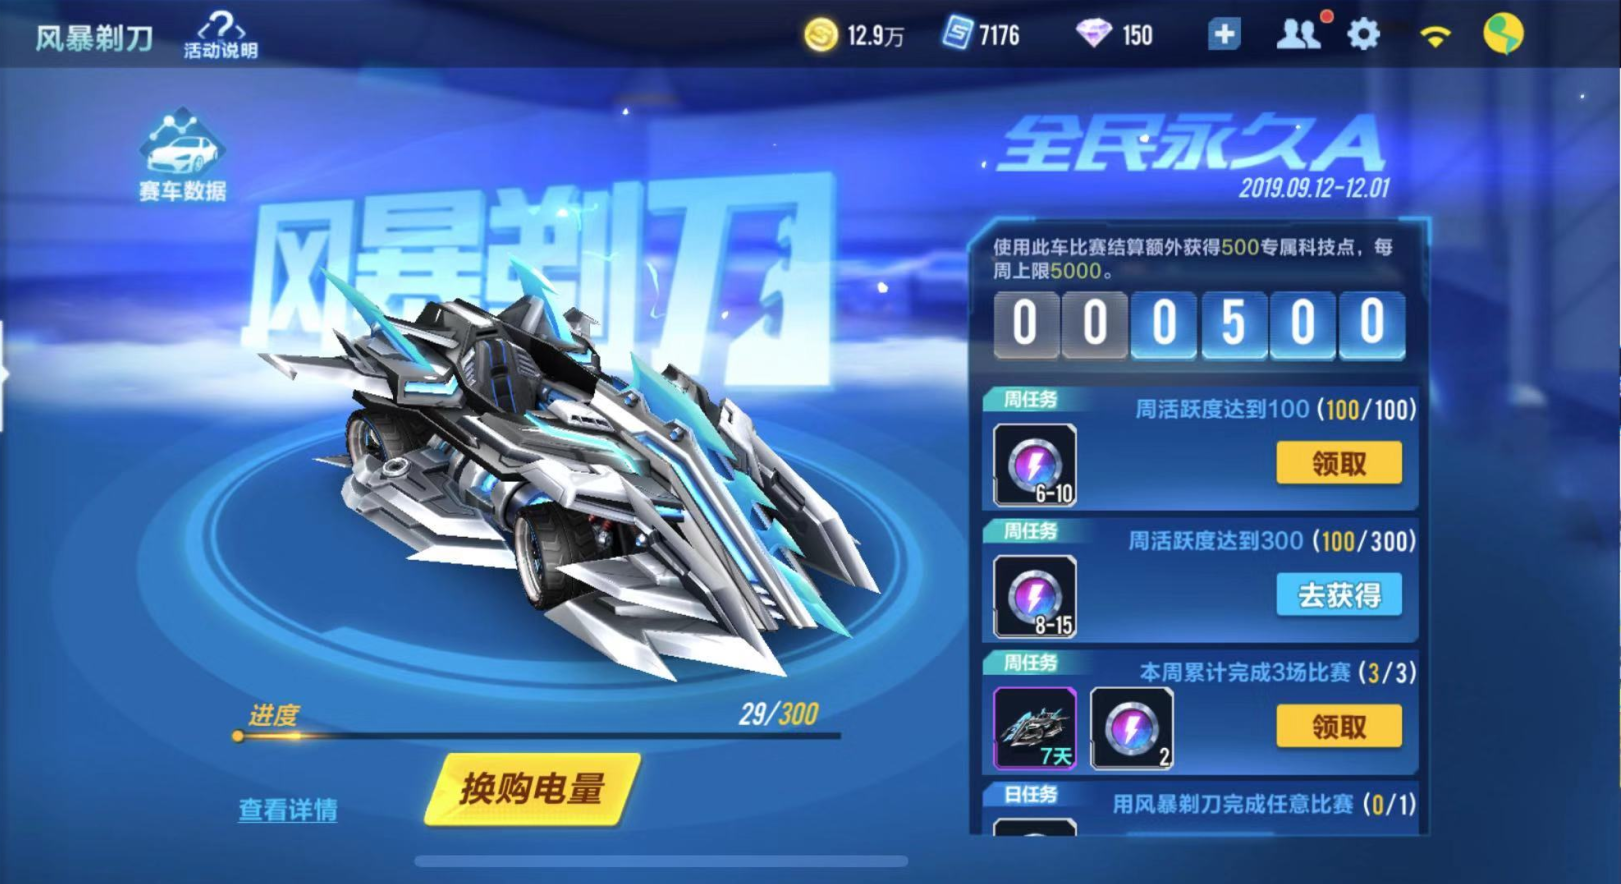 风暴剃刀
活动说明
12.9万
7176
150
赛车数据
风暴剃刀
全民永久A
2019.09.12-12.01
使用此车比赛结算额外获得500专属科技点，每
周上限5000。
0 0 0 5 0 0
周任务
周活跃度达到100 (100/100)
6-10
领取
周任务
周活跃度达到300 (100/300)
8-15
去获得
周任务
本周累计完成3场比赛 (3/3)
7天
2
领取
日任务
用风暴剃刀完成任意比赛 (0/1)
进度
29/300
换购电量
查看详情